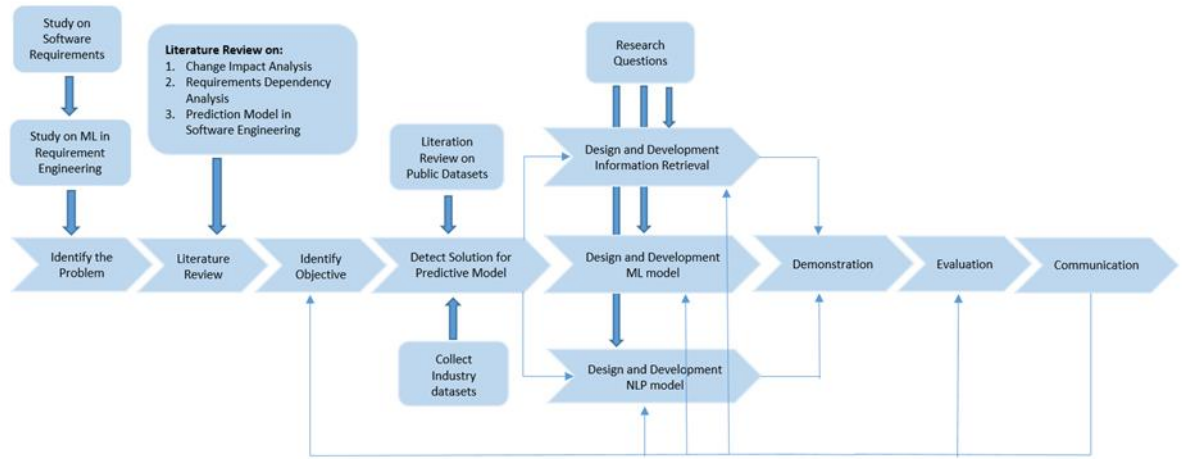 Study on
Software
Requirements
Literature Review on:
1. Change Impact Analysis
2. Requirements Dependency
Analysis
3. Prediction Model in
Software Engineering
Research
Questions
Study on ML in
Requirement
Engineering
Literation
Review on
Public Datasets
Design and Development
Information Retrieval
Identify the
Problem
Literature
Review
Identify
Objective
Detect Solution for
Predictive Model
Design and Development
ML model
Demonstration
Evaluation
Communication
Collect
Industry
datasets
Design and Development
NLP model